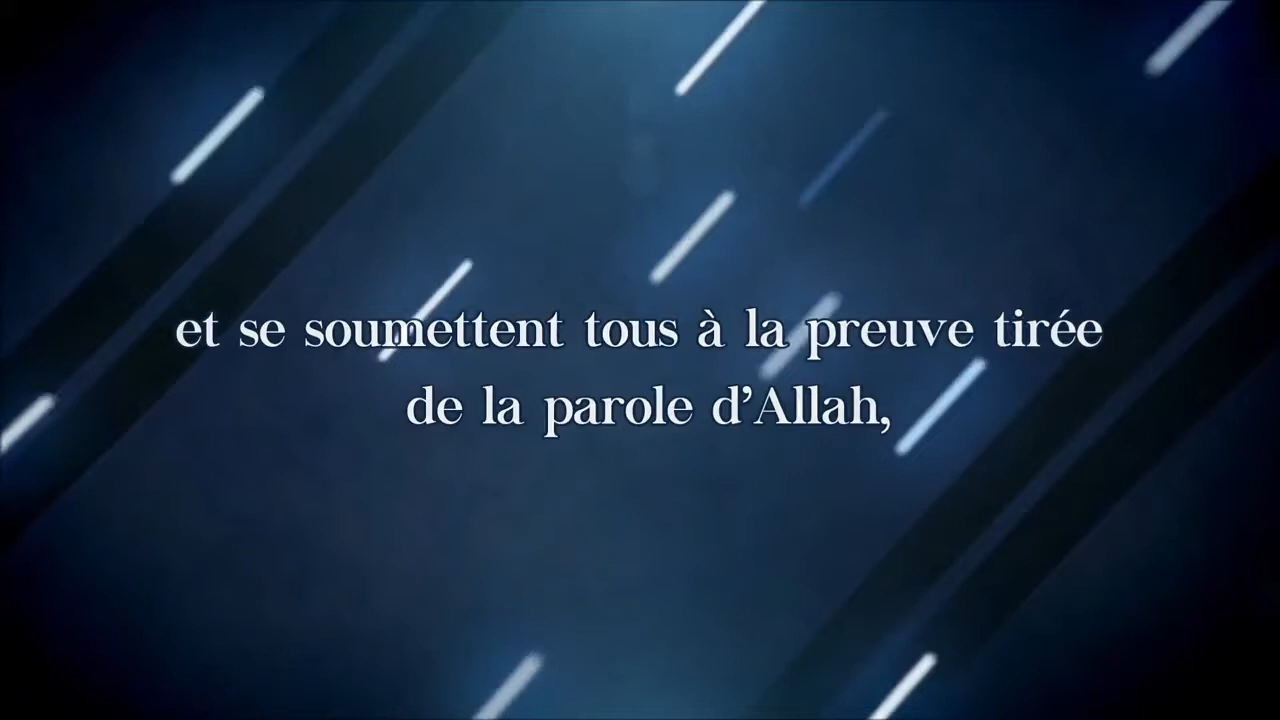 et se soumettent tous à la preuve tirée
de la parole d’Allah,